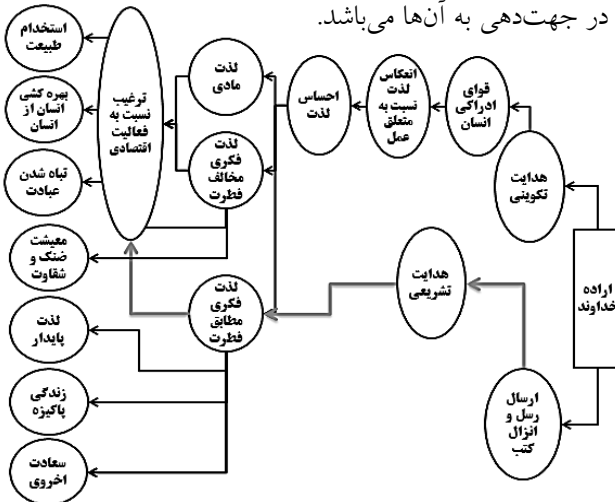 در جهت‌دهی به آن‌ها می‌باشد.
اراده
خداوند
هدایت
تکوینی
قوای
ادراکی
انسان
انعکاس
لذت
نسبت به
متعلق
عمل
احساس
لذت
لذت
مادی
لذت
فکری
مخالف
فطرت
ترغیب
نسبت به
فعالیت
اقتصادی
استخدام
طبیعت
بهره کشی
انسان از
انسان
تباه شدن
عبادت
معیشت
ضنک و
شقاوت
ارسال
رسل و
انزال
کتب
هدایت
تشریعی
لذت
فکری
مطابق
فطرت
لذت
پایدار
زندگی
پاکیزه
سعادت
اخروی